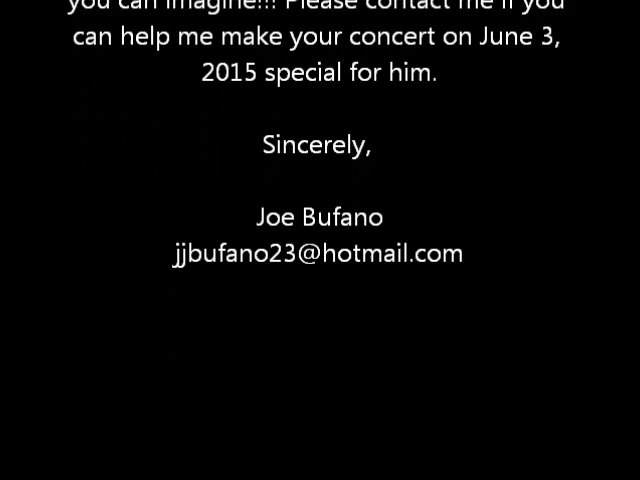 you can imagine!!! Please contact me if you
can help me make your concert on June 3,
2015 special for him.
Sincerely,
Joe Bufano
jjbufano23@hotmail.com